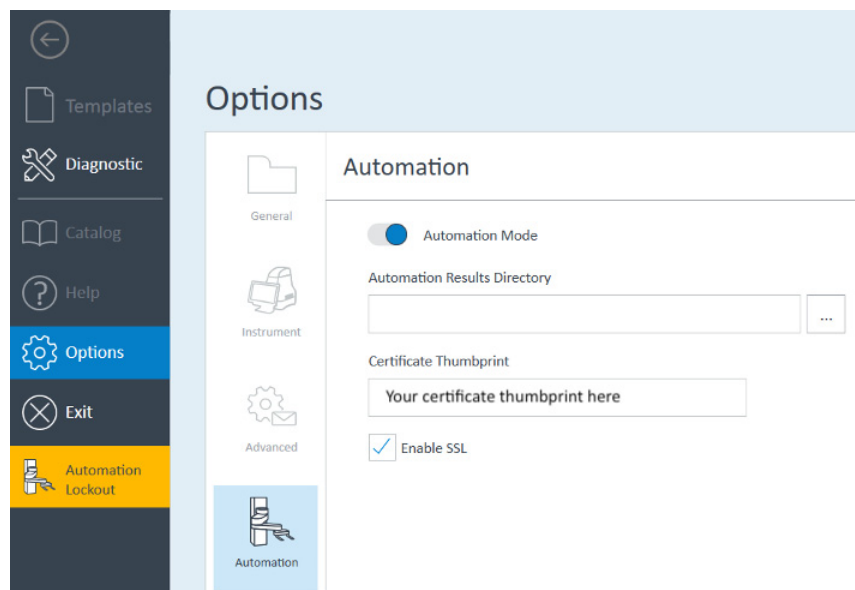 Templates
Diagnostic
Catalog
Help
Options
Exit
Automation
Lockout
Options
General
Instrument
Advanced
Automation
Automation
Automation Mode
Automation Results Directory
...
Certificate Thumbprint
Your certificate thumbprint here
Enable SSL